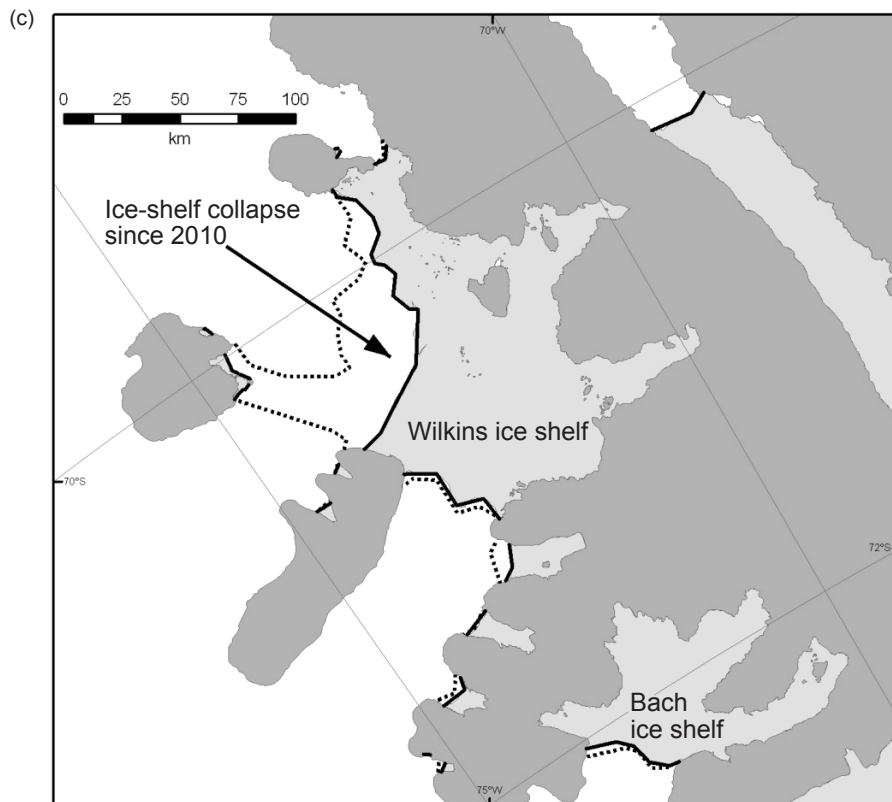 (c)
70°W
0 25 50 75 100
km
Ice-shelf collapse
since 2010
Wilkins ice shelf
70°S
72°S
Bach
ice shelf
75°W